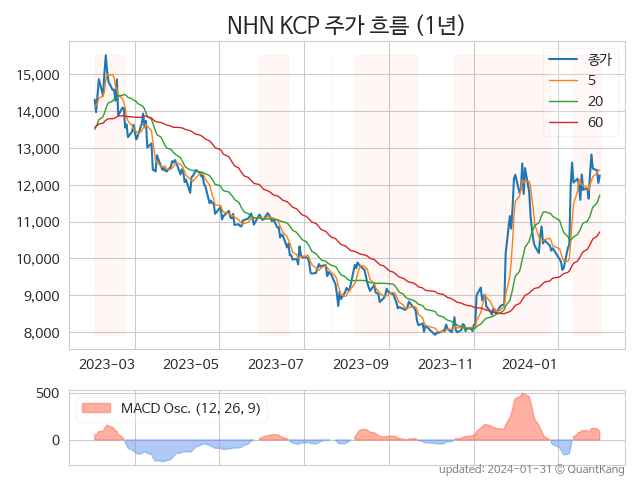 NHN KCP 주가 흐름 (1년)
15,000
14,000
13,000
12,000
11,000
10,000
9,000
8,000
종가
5
20
60
2023-03 2023-05 2023-07 2023-09 2023-11 2024-01
500
0
MACD Osc. (12, 26, 9)
updated: 2024-01-31 © QuantKang